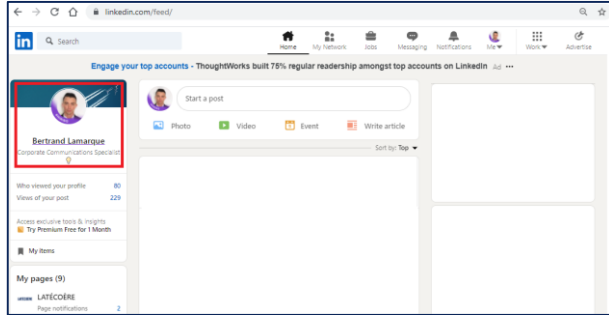 linkedin.com/feed/
in
Search
Home
My Network
Jobs
Messaging
Notifications
Me
Work
Advertise
Engage your top accounts - ThoughtWorks built 75% regular readership amongst top accounts on LinkedIn Ad •••
Start a post
Photo
Video
Event
Write article
Sort by: Top
Bertrand Lamarque
Corporate Communications Specialist
Who viewed your profile 80
Views of your post 229
Access exclusive tools & insights
Try Premium Free for 1 Month
My items
My pages (9)
LATÉCOÈRE
Page notifications 2